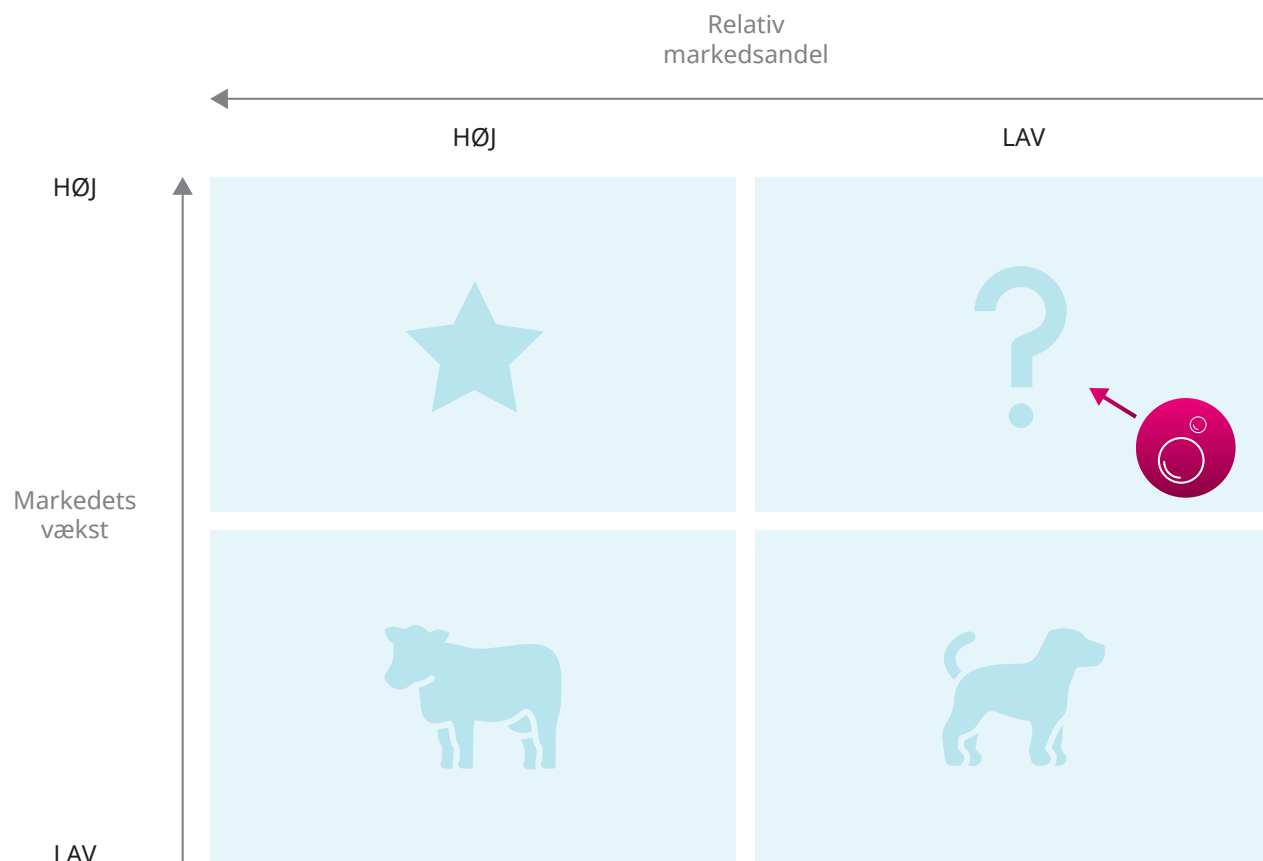 Relativ
markedsandel
HØJ
LAV
HØJ
Markedets
vækst
LAV